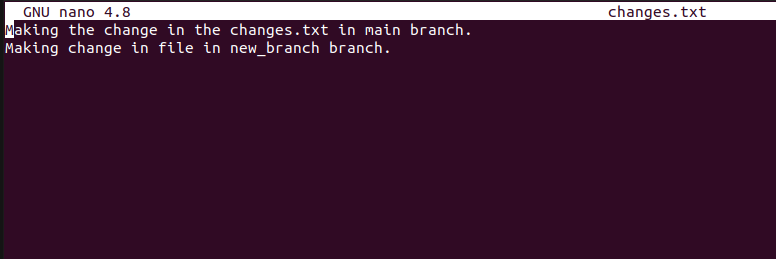 GNU nano 4.8 changes.txt
Making the change in the changes.txt in main branch.
Making change in file in new_branch branch.